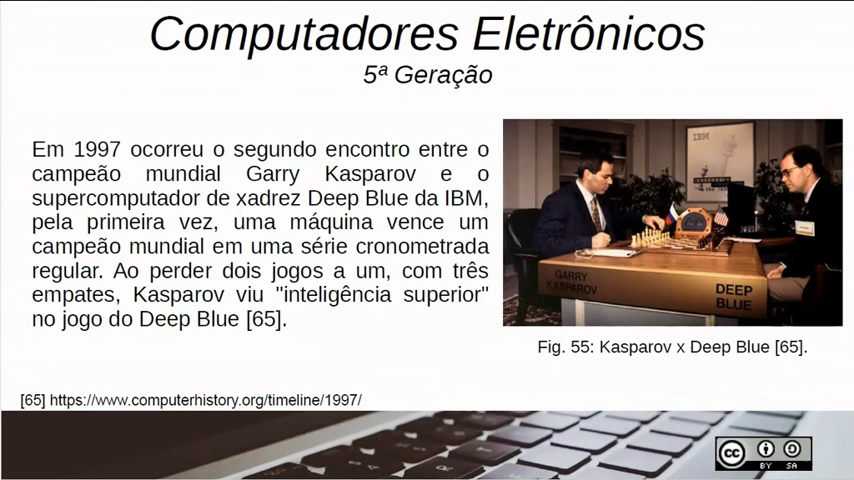 Computadores Eletrônicos
5ª Geração
Em 1997 ocorreu o segundo encontro entre o
campeão mundial Garry Kasparov e o
supercomputador de xadrez Deep Blue da IBM,
pela primeira vez, uma máquina vence um
campeão mundial em uma série cronometrada
regular. Ao perder dois jogos a um, com três
empates, Kasparov viu "inteligência superior"
no jogo do Deep Blue [65].
IBM
GARRY
KASPAROV
DEEP
BLUE
Fig. 55: Kasparov x Deep Blue [65].
[65] https://www.computerhistory.org/timeline/1997/
cc
BY SA